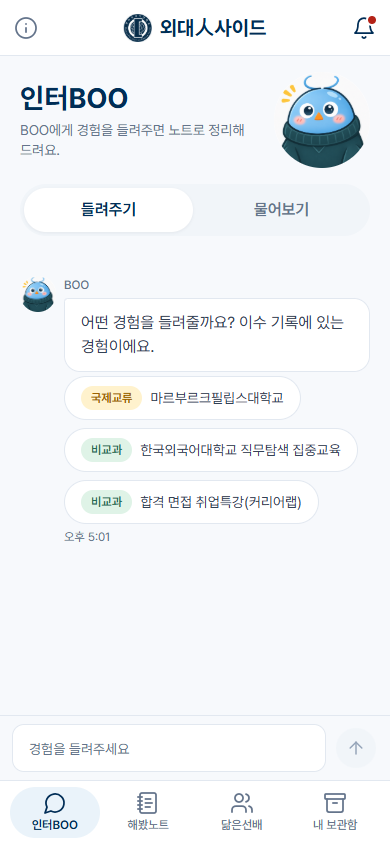 외대人사이드
인터BOO
BOO에게 경험을 들려주면 노트로 정리해
드려요.
들려주기
물어보기
BOO
어떤 경험을 들려줄까요? 이수 기록에 있는
경험이에요.
국제교류 마르부르크필립스대학교
비교과 한국외국어대학교 직무탐색 집중교육
비교과 합격 면접 취업특강(커리어랩)
오후 5:01
경험을 들려주세요
인터BOO
해봤노트
닮은선배
내 보관함